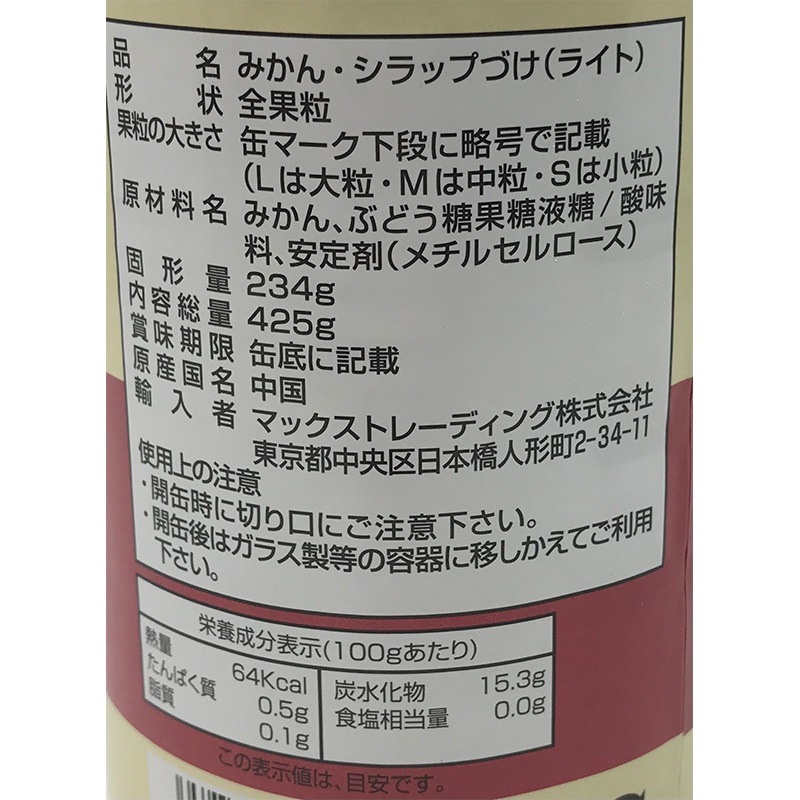 品名 みかん・シラップづけ(ライト)
形状 全果粒
果粒の大きさ 缶マーク下段に略号で記載
(Lは大粒・Mは中粒・Sは小粒)
原材料名 みかん、ぶどう糖果糖液糖/酸味
料、安定剤(メチルセルロース)
固形量 234g
内容総量 425g
賞味期限 缶底に記載
原産国名 中国
輸入者 マックストレーディング株式会社
東京都中央区日本橋人形町2-34-11
使用上の注意
・開缶時に切り口にご注意下さい。
・開缶後はガラス製等の容器に移しかえてご利用
下さい。
栄養成分表示(100gあたり)
熱量 64Kcal
たんぱく質 0.5g
脂質 0.1g
炭水化物 15.3g
食塩相当量 0.0g
この表示値は、目安です。